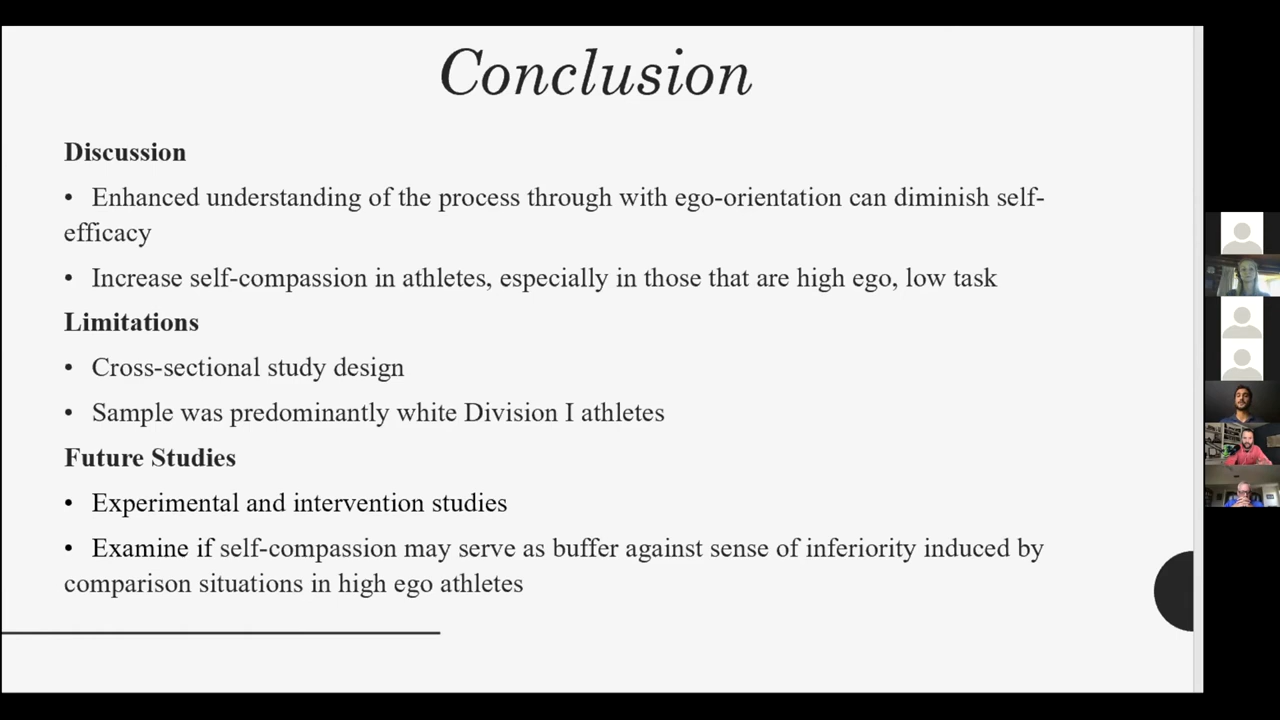 Conclusion
Discussion
• Enhanced understanding of the process through with ego-orientation can diminish self-
efficacy
• Increase self-compassion in athletes, especially in those that are high ego, low task
Limitations
• Cross-sectional study design
• Sample was predominantly white Division I athletes
Future Studies
• Experimental and intervention studies
• Examine if self-compassion may serve as buffer against sense of inferiority induced by
comparison situations in high ego athletes